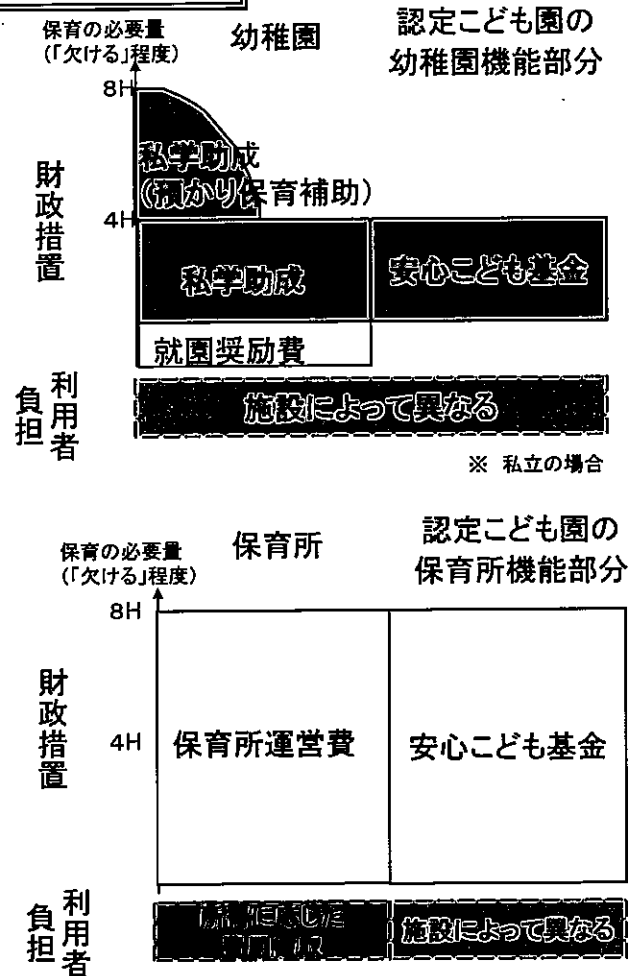 保育の必要量
(「欠ける」程度)
幼稚園
認定こども園の
幼稚園機能部分
8H
私学助成
(預かり保育補助)
財政措置
4H
私学助成
安心こども基金
就園奨励費
利用者
負担
施設によって異なる
※ 私立の場合
保育の必要量
(「欠ける」程度)
保育所
認定こども園の
保育所機能部分
8H
財政措置
4H
保育所運営費
安心こども基金
利用者
負担
施設によって異なる